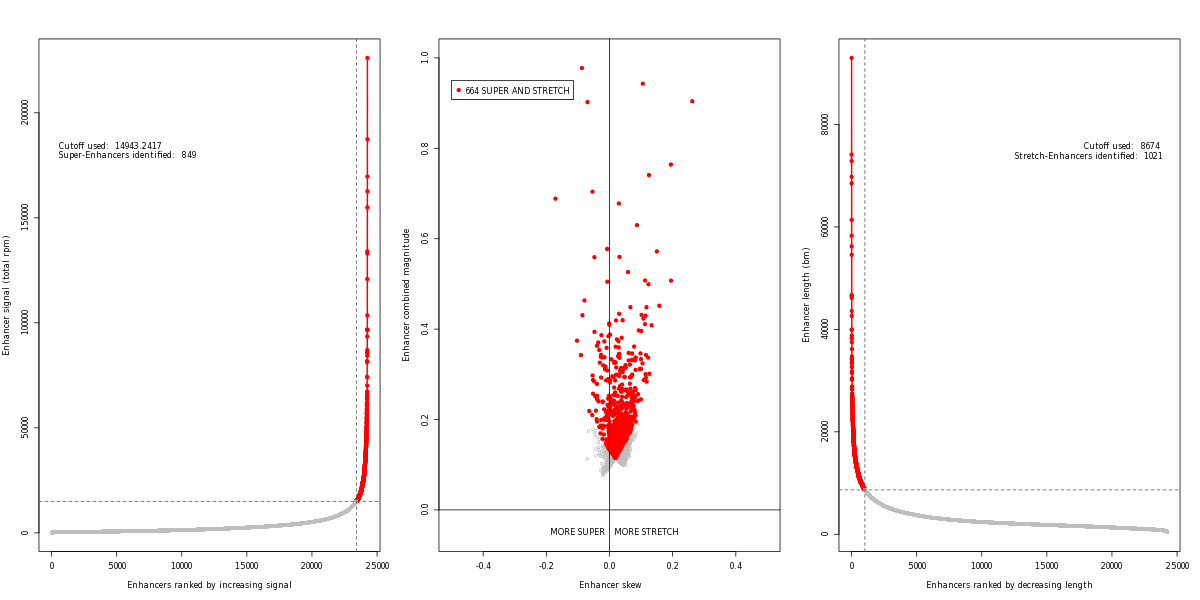 Enhancer signal (total rpm)
0
50000
100000
150000
200000
Cutoff used: 14943.2417
Super-Enhancers identified: 849
0
5000
10000
15000
20000
25000
Enhancers ranked by increasing signal
Enhancer combined magnitude
0.0
0.2
0.4
0.6
0.8
1.0
664 SUPER AND STRETCH
MORE SUPER
MORE STRETCH
-0.4
-0.2
0.0
0.2
0.4
Enhancer skew
Enhancer length (bm)
0
20000
40000
60000
80000
Cutoff used: 8674
Stretch-Enhancers identified: 1021
0
5000
10000
15000
20000
25000
Enhancers ranked by decreasing length